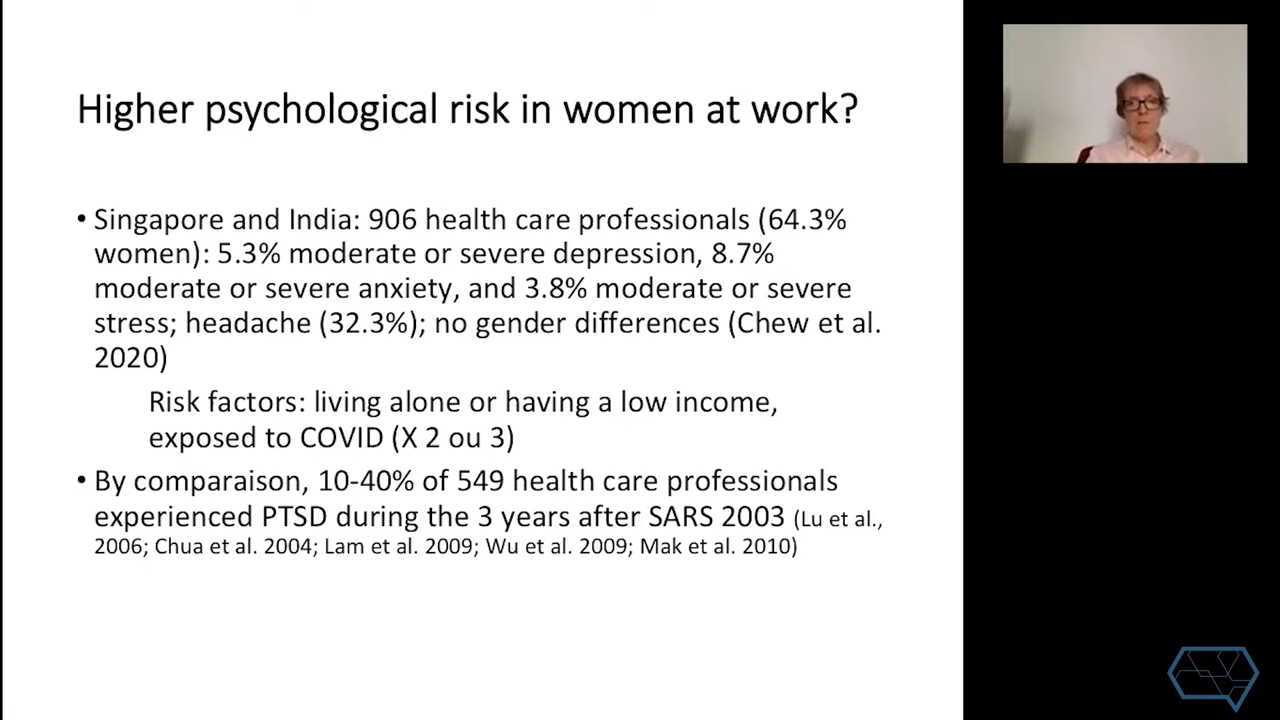 Higher psychological risk in women at work?
• Singapore and India: 906 health care professionals (64.3%
women): 5.3% moderate or severe depression, 8.7%
moderate or severe anxiety, and 3.8% moderate or severe
stress; headache (32.3%); no gender differences (Chew et al.
2020)
Risk factors: living alone or having a low income,
exposed to COVID (X 2 ou 3)
• By comparaison, 10-40% of 549 health care professionals
experienced PTSD during the 3 years after SARS 2003 (Lu et al.,
2006; Chua et al. 2004; Lam et al. 2009; Wu et al. 2009; Mak et al. 2010)